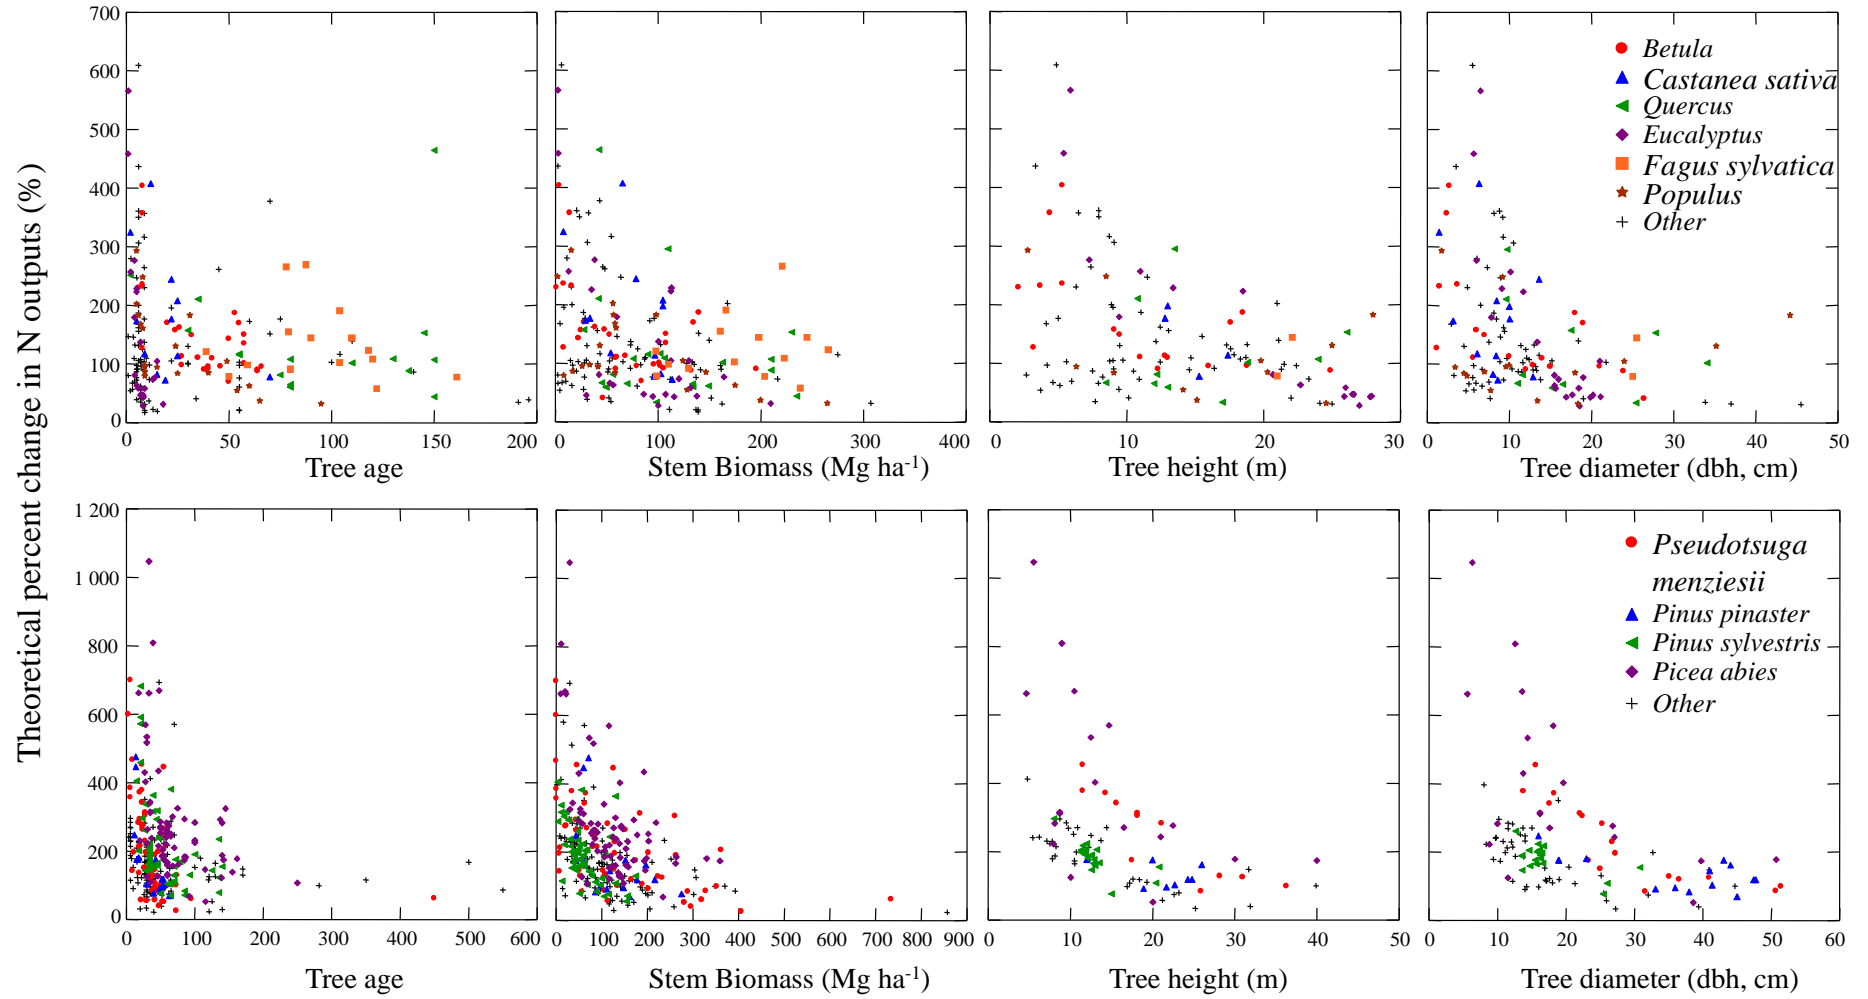 Theoretical percent change in N outputs (%)
700
600
500
400
300
200
100
0
0 50 100 150 200
Tree age
0 100 200 300 400
Stem Biomass (Mg ha-1)
0 10 20 30
Tree height (m)
Betula
Castanea sativa
Quercus
Eucalyptus
Fagus sylvatica
Populus
Other
0 10 20 30 40 50
Tree diameter (dbh, cm)
1 200
1 000
800
600
400
200
0
0 100 200 300 400 500 600
Tree age
0 100 200 300 400 500 600 700 800 900
Stem Biomass (Mg ha-1)
0 10 20 30 40 50
Tree height (m)
Pseudotsuga
menziesii
Pinus pinaster
Pinus sylvestris
Picea abies
Other
0 10 20 30 40 50 60
Tree diameter (dbh, cm)